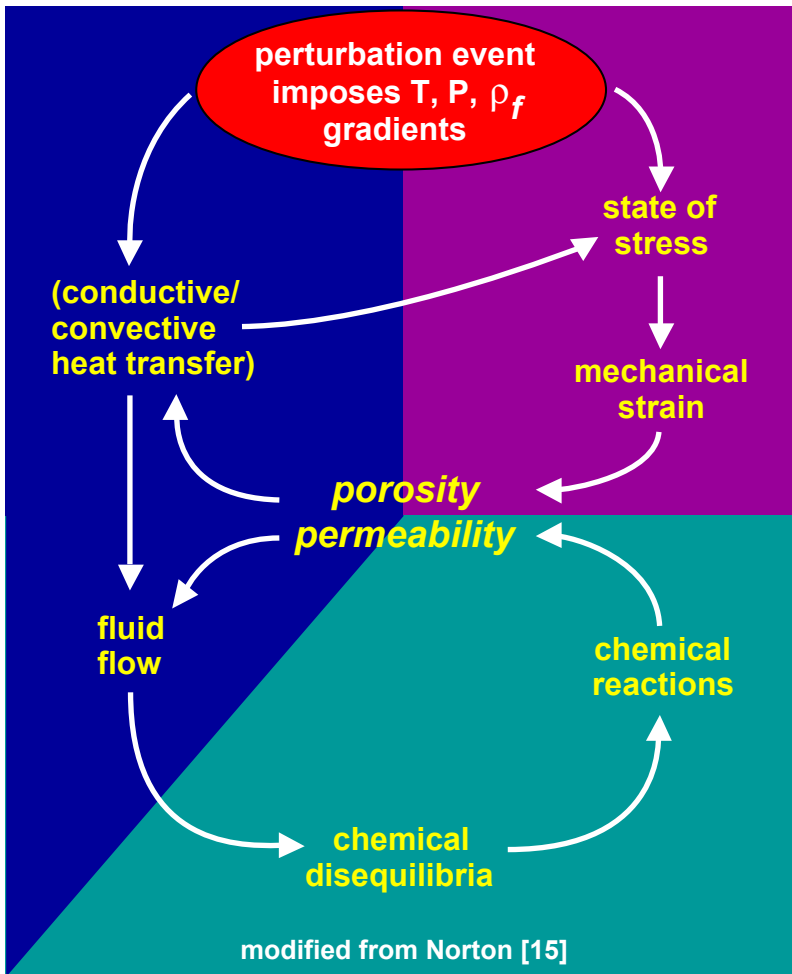 perturbation event
imposes T, P, ρf
gradients
state of
stress
(conductive/
convective
heat transfer)
mechanical
strain
porosity
permeability
fluid
flow
chemical
reactions
chemical
disequilibria
modified from Norton [15]